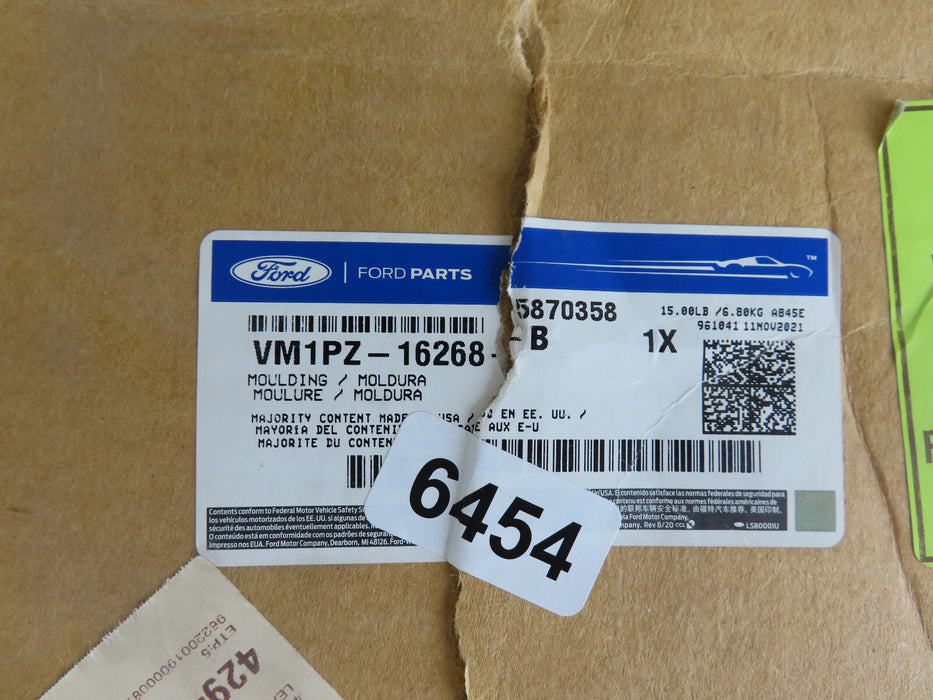 Ford | FORD PARTS
™
5870358
15.00LB /6.80KG AB45E
961041 11NOV2021
VM1PZ – 16268 - B
1X
MOULDING / MOLDURA
MOULURE / MOLDURA
MAJORITY CONTENT MADE USA / EN EE. UU. /
MAYORIA DEL AUX E-U
MAJORITE DU
6454
Contents conform to Federal Motor Vehicle Safety
los vehículos motorizados de los EE. UU. si algunas de
sécurité des automobiles éventuellement applicables.
O conteúdo está em conformidade com os padrões de
Impresso nos EUA. Ford Motor Company, Dearborn, MI 48126.
USA. El contenido satisface las normas federales de seguridad para
contenu est conforme aux normes fédérales américaines de
Ford Motor Company.
Rev 8/20
LSB0001U
ETP:5
429